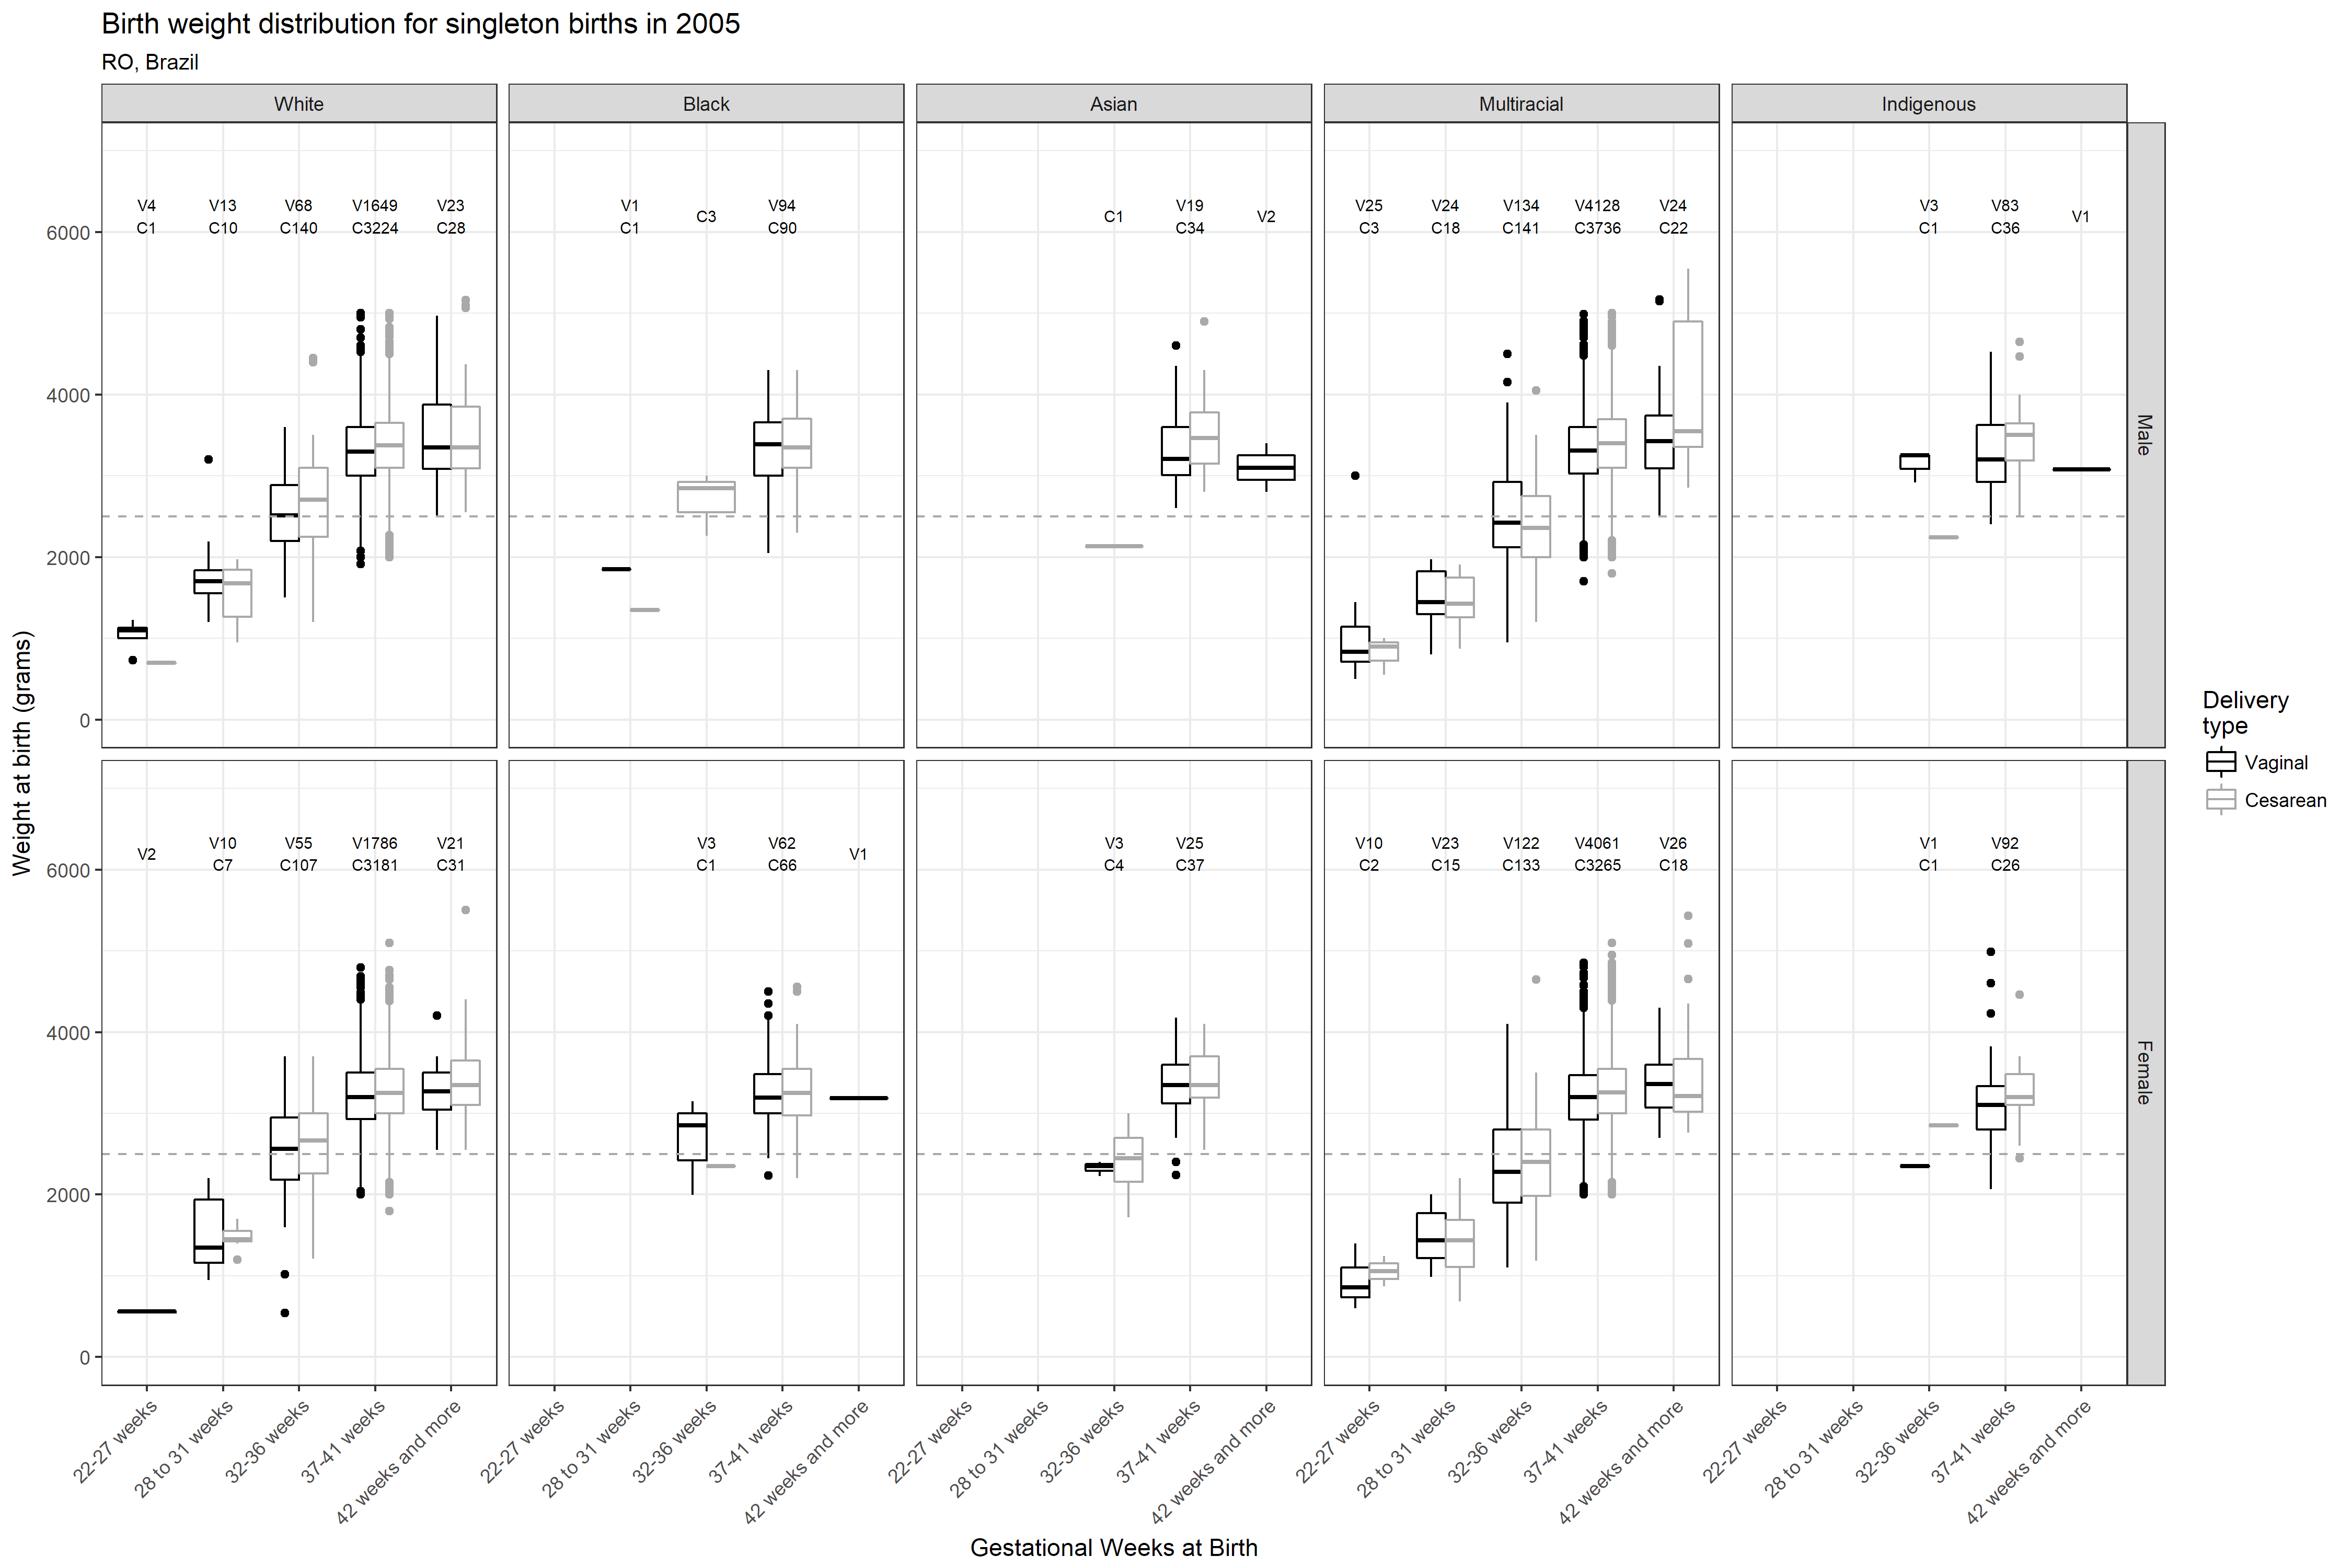 Birth weight distribution for singleton births in 2005
RO, Brazil
White Black Asian Multiracial Indigenous
V4 V13 V68 V1649 V23 V1 C3 V94 C1 V19 V2 V25 V24 V134 V4128 V24 V3 V83 V1
C1 C10 C140 C3224 C28 C1 C90 C34 C3 C18 C141 C3736 C22 C1 C36
6000
4000
2000
0
Male
V2 V10 V55 V1786 V21 V3 V62 V1 V3 V25 V10 V23 V122 V4061 V26 V1 V92
C7 C107 C3181 C31 C1 C66 C4 C37 C2 C15 C133 C3265 C18 C1 C26
6000
4000
2000
0
Female
Weight at birth (grams)
22-27 weeks
28 to 31 weeks
32-36 weeks
37-41 weeks
42 weeks and more
22-27 weeks
28 to 31 weeks
32-36 weeks
37-41 weeks
42 weeks and more
22-27 weeks
28 to 31 weeks
32-36 weeks
37-41 weeks
42 weeks and more
22-27 weeks
28 to 31 weeks
32-36 weeks
37-41 weeks
42 weeks and more
22-27 weeks
28 to 31 weeks
32-36 weeks
37-41 weeks
42 weeks and more
Gestational Weeks at Birth
Delivery
type
Vaginal
Cesarean